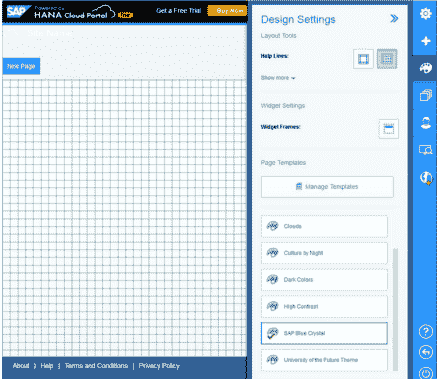 SAP Powered by HANA Cloud Portal Get a Free Trial Buy Now
New Page
Design Settings
Layout Tools
Help Lines:
Show more
Widget Settings
Widget Frames:
Page Templates
Manage Templates
Clouds
Culture by Night
Dark Colors
High Contrast
SAP Blue Crystal
University of the Future Theme
About | Help | Terms and Conditions | Privacy Policy